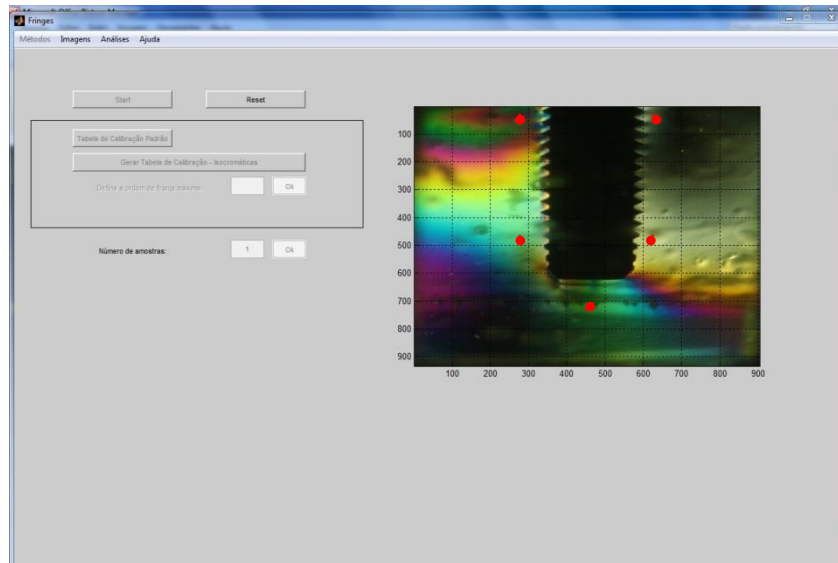 Fringes
Métodos Imagens Análises Ajuda
Start Reset
Tabela de Calibração Padrão
Gerar Tabela de Calibração - Isocromáticas
Defina a ordem de franja máxima: Ok
Número de amostras: 1 Ok
100
200
300
400
500
600
700
800
900
100 200 300 400 500 600 700 800 900